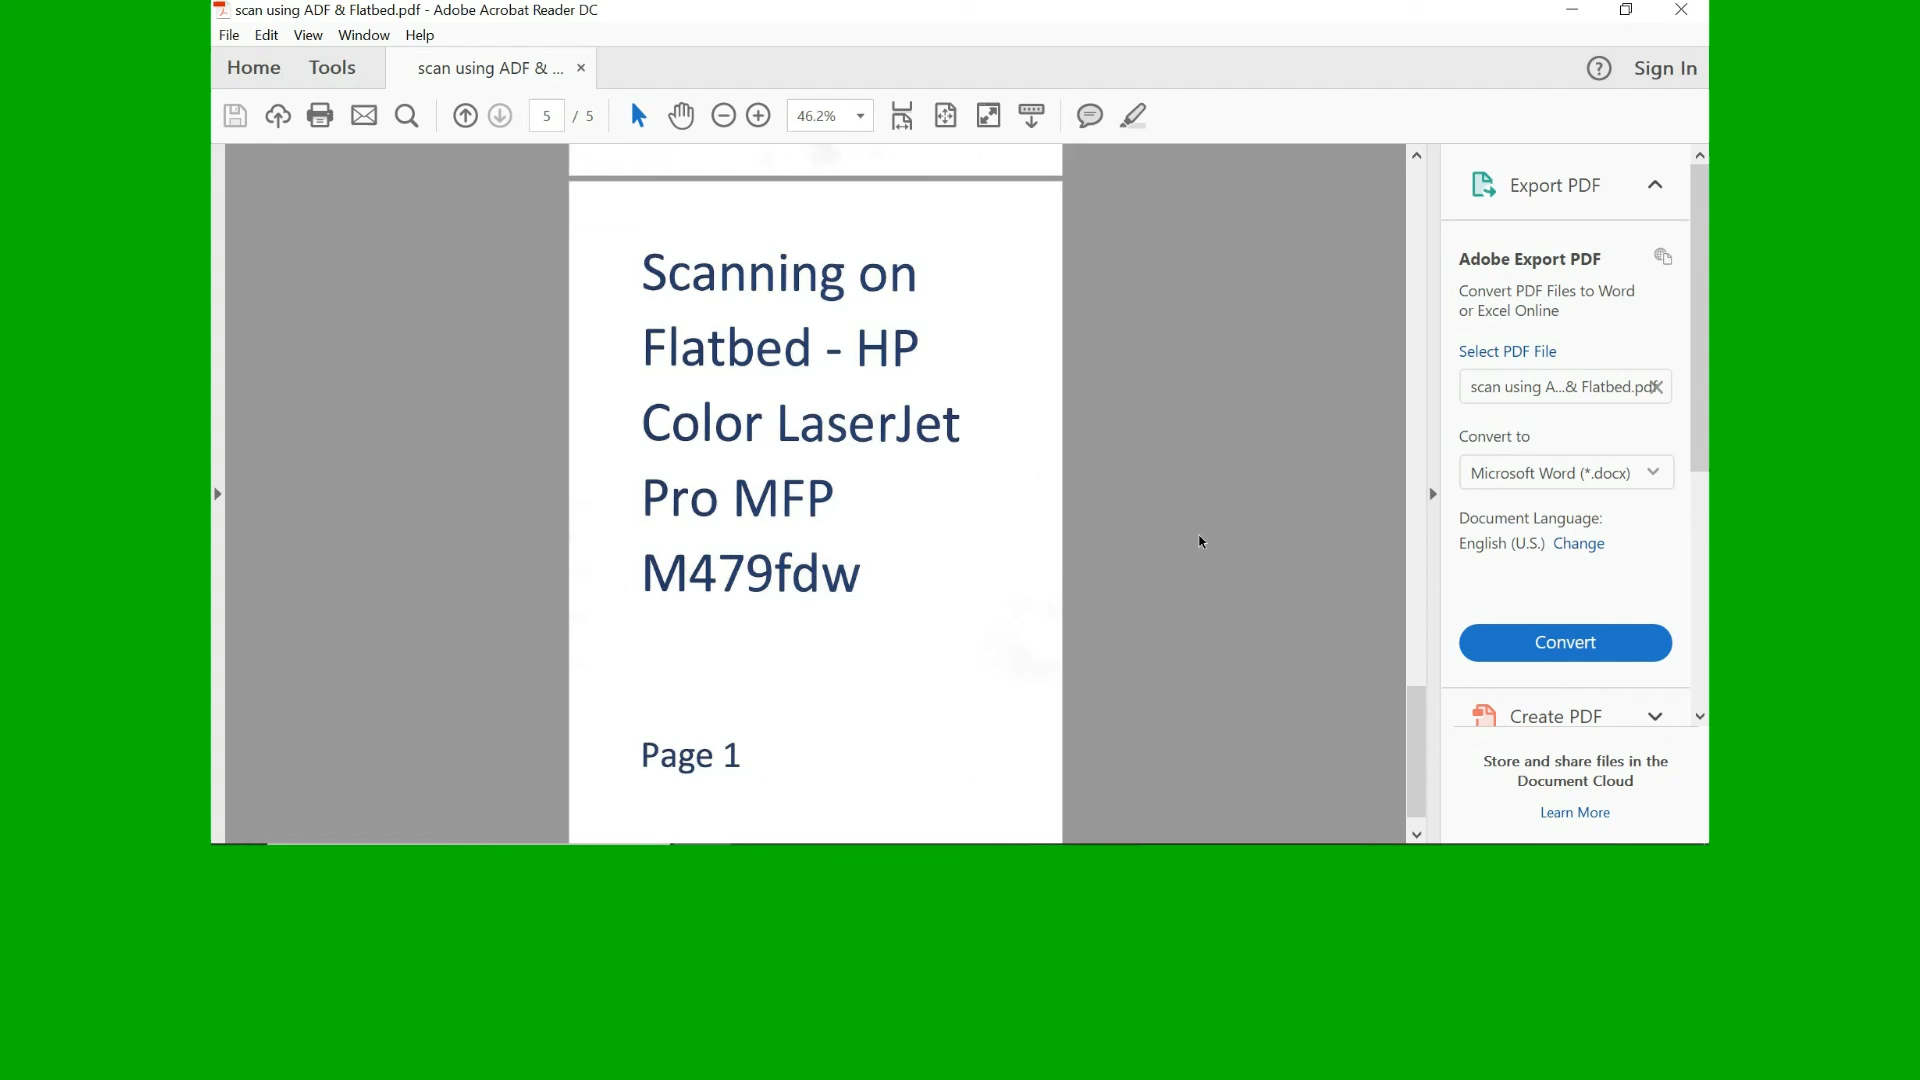 scan using ADF & Flatbed.pdf - Adobe Acrobat Reader DC
File Edit View Window Help
Home Tools scan using ADF & ... × ? Sign In
5 / 5 46.2%
Export PDF
Adobe Export PDF
Convert PDF Files to Word
or Excel Online
Select PDF File
scan using A...& Flatbed.pdf
Convert to
Microsoft Word (*.docx)
Document Language:
English (U.S.) Change
Convert
Create PDF
Store and share files in the
Document Cloud
Learn More
Scanning on
Flatbed - HP
Color LaserJet
Pro MFP
M479fdw
Page 1